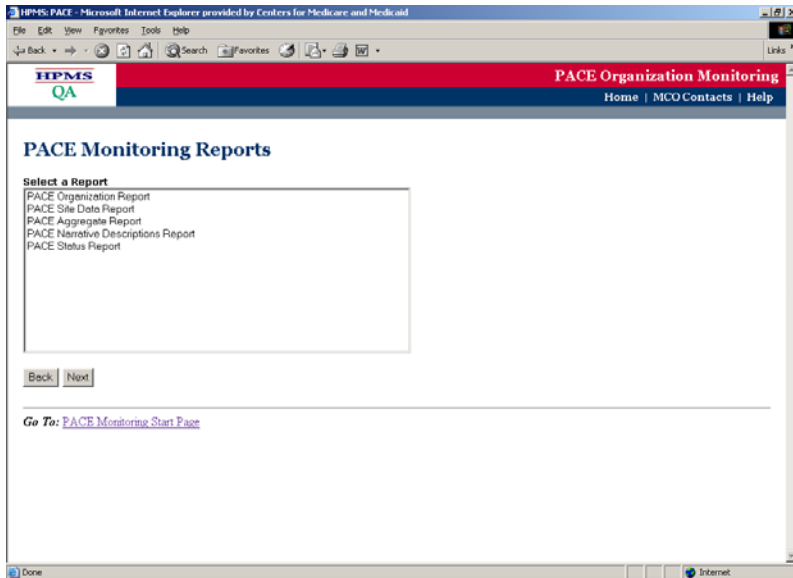 HPMS: PACE - Microsoft Internet Explorer provided by Centers for Medicare and Medicaid
File Edit View Favorites Tools Help
Back Search Favorites
Links
HPMS
QA
PACE Organization Monitoring
Home | MCO Contacts | Help
PACE Monitoring Reports
Select a Report
PACE Organization Report
PACE Site Data Report
PACE Aggregate Report
PACE Narrative Descriptions Report
PACE Status Report
Back Next
Go To: PACE Monitoring Start Page
Done Internet